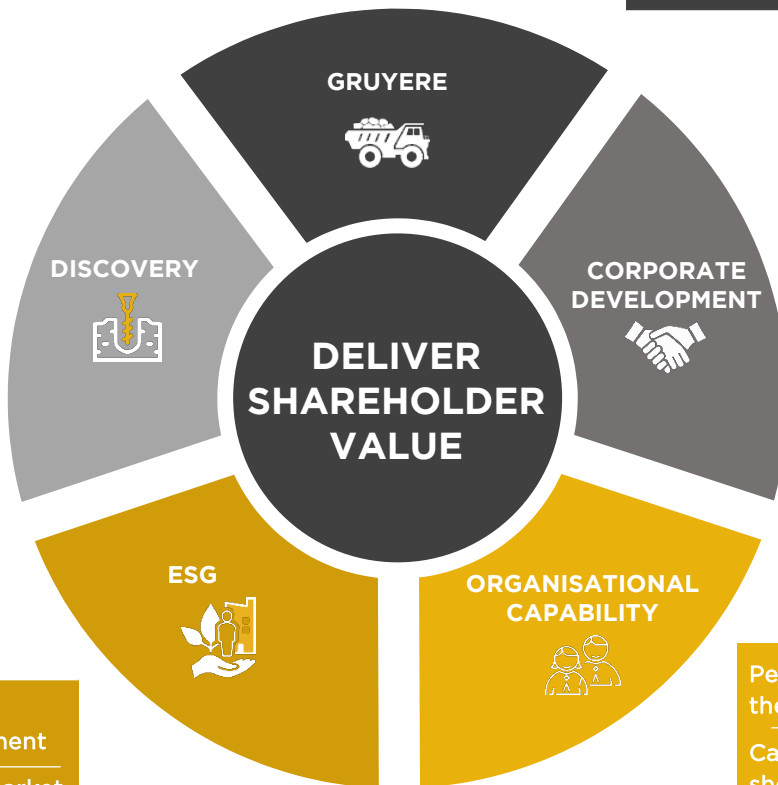 GRUYERE
DISCOVERY
CORPORATE
DEVELOPMENT
DELIVER
SHAREHOLDER
VALUE
ESG
ORGANISATIONAL
CAPABILITY